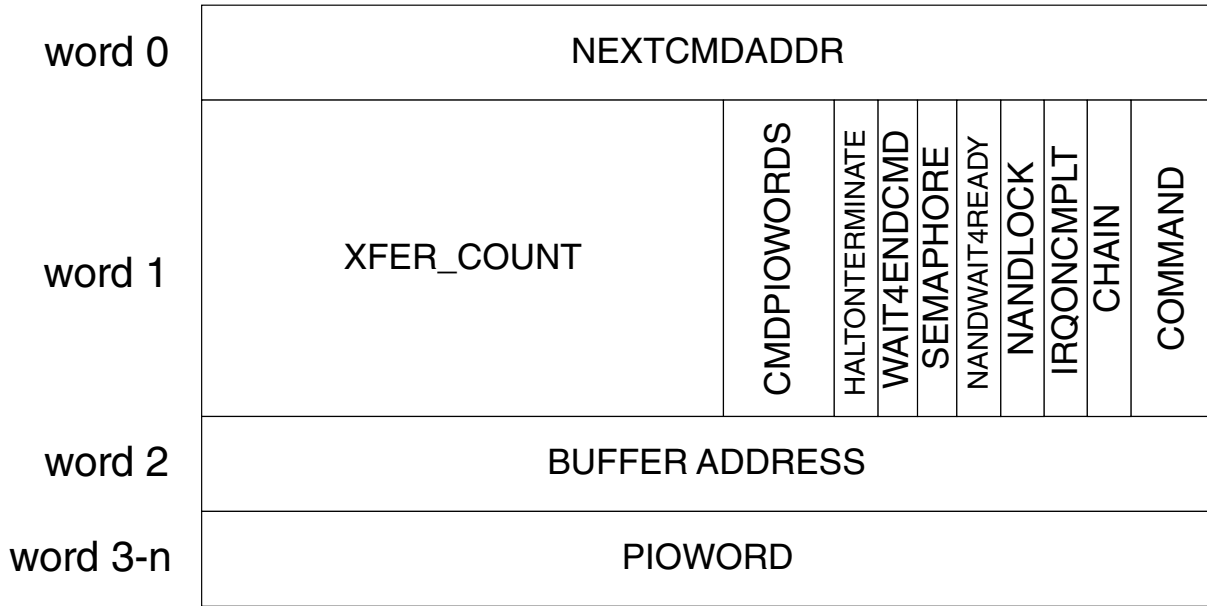 word 0
NEXTCMDADDR
word 1
XFER_COUNT
CMDPIOWORDS
HALTONTERMINATE
WAIT4ENDCMD
SEMAPHORE
NANDWAIT4READY
NANDLOCK
IRQONCMPLT
CHAIN
COMMAND
word 2
BUFFER ADDRESS
word 3-n
PIOWORD